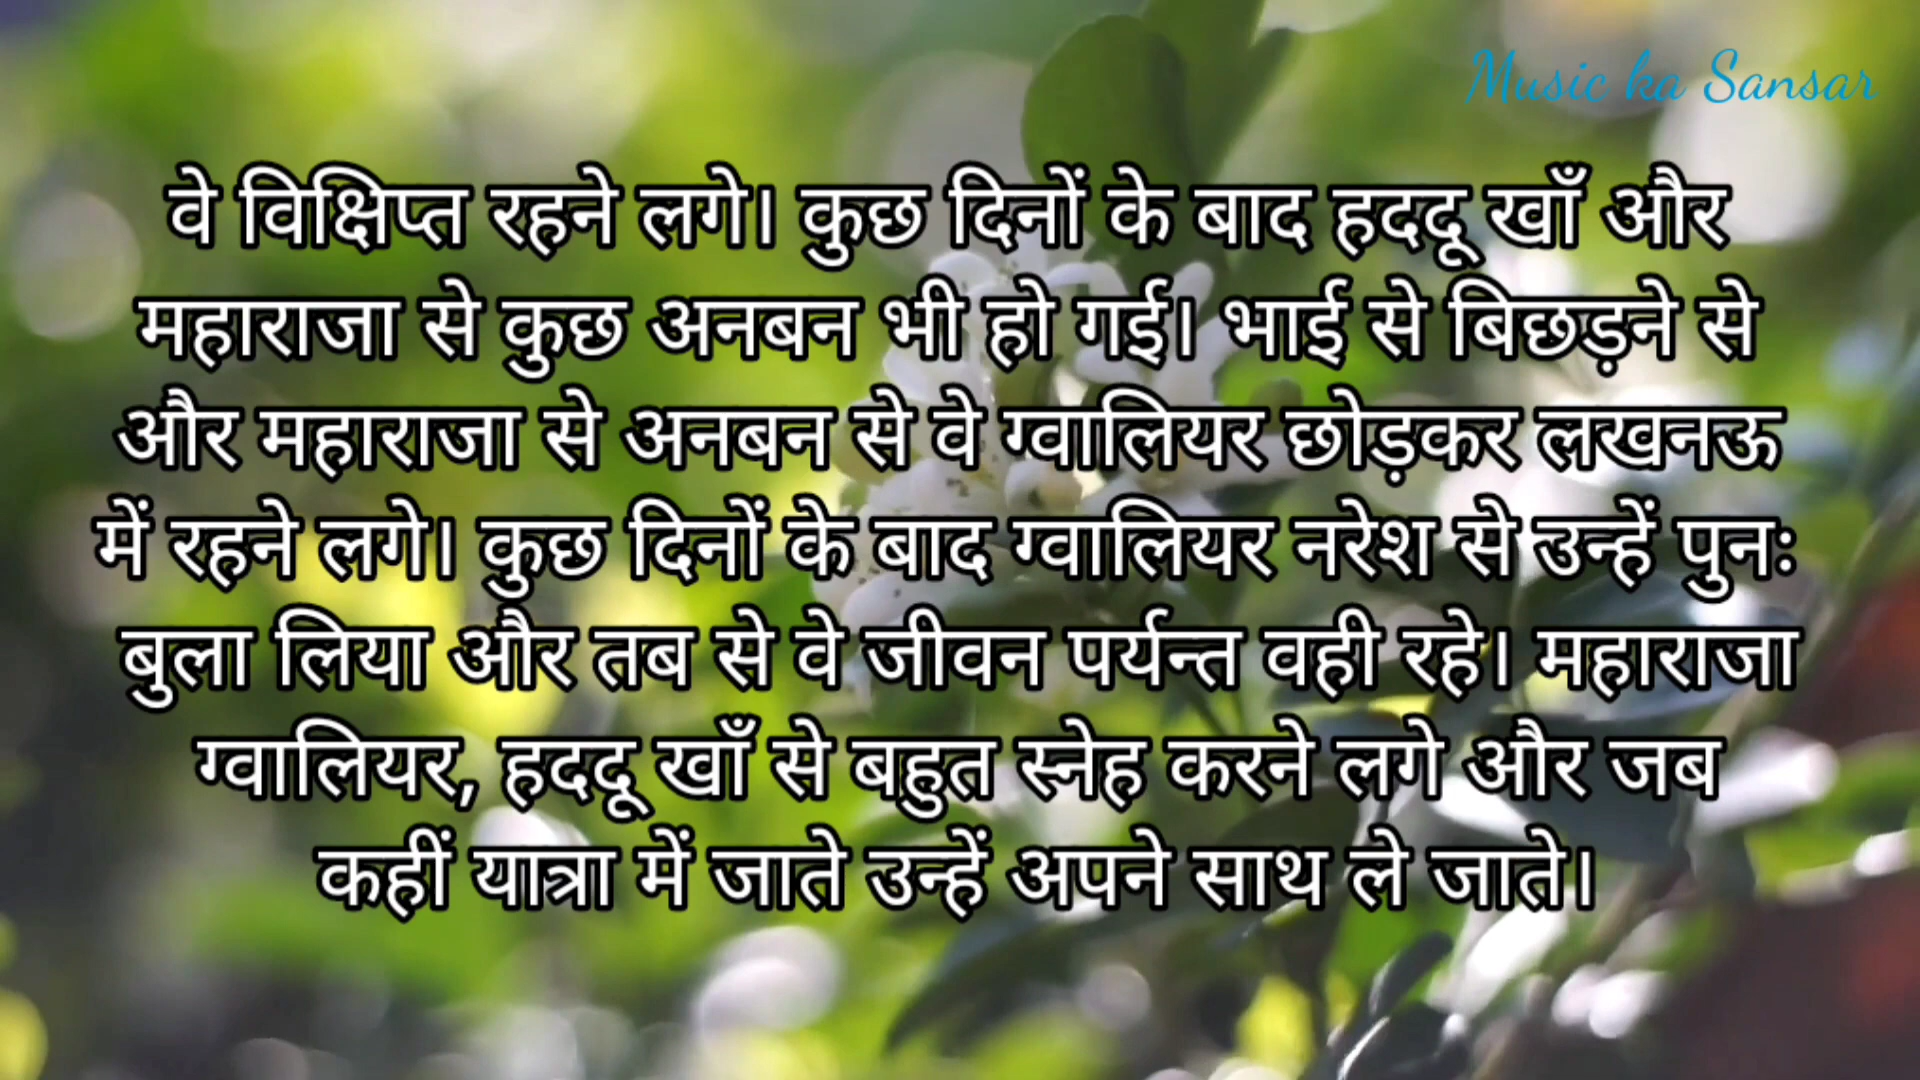 Music ka Sansar
वे विक्षिप्त रहने लगे। कुछ दिनों के बाद हददू खाँ और
महाराजा से कुछ अनबन भी हो गई। भाई से बिछड़ने से
और महाराजा से अनबन से वे ग्वालियर छोड़कर लखनऊ
में रहने लगे। कुछ दिनों के बाद ग्वालियर नरेश से उन्हें पुनः
बुला लिया और तब से वे जीवन पर्यन्त वही रहे। महाराजा
ग्वालियर, हददू खाँ से बहुत स्नेह करने लगे और जब
कहीं यात्रा में जाते उन्हें अपने साथ ले जाते।